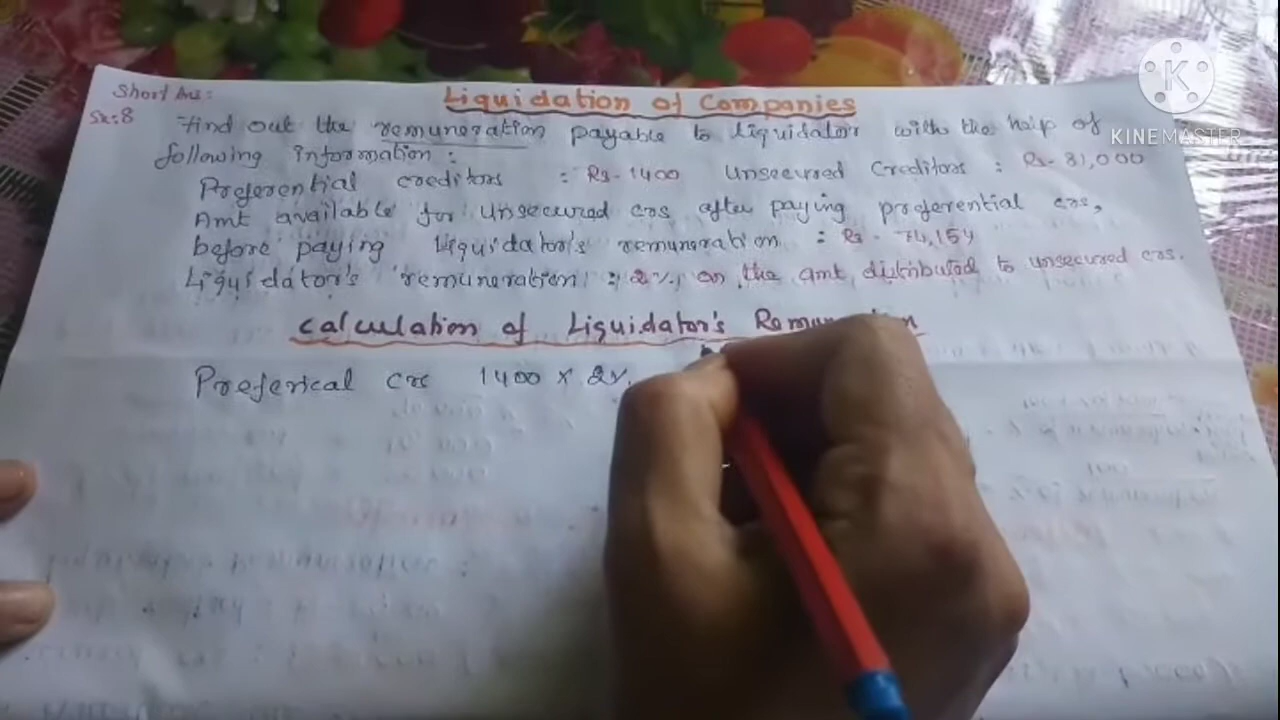 Short Ans:
Liquidation of Companies
Sx:8
Find out the remuneration payable to liquidator with the help of
following information:
Preferential creditors : Rs-1400 Unsecured Creditors : Rs-81,000
Amt available for unsecured crs after paying preferential crs,
before paying liquidator's remuneration : Rs-74,154
Liquidator's remuneration : 2% on the amt distributed to unsecured crs.
Calculation of Liquidator's
Preferical crs 1400 x 2%
K
KINEMASTER